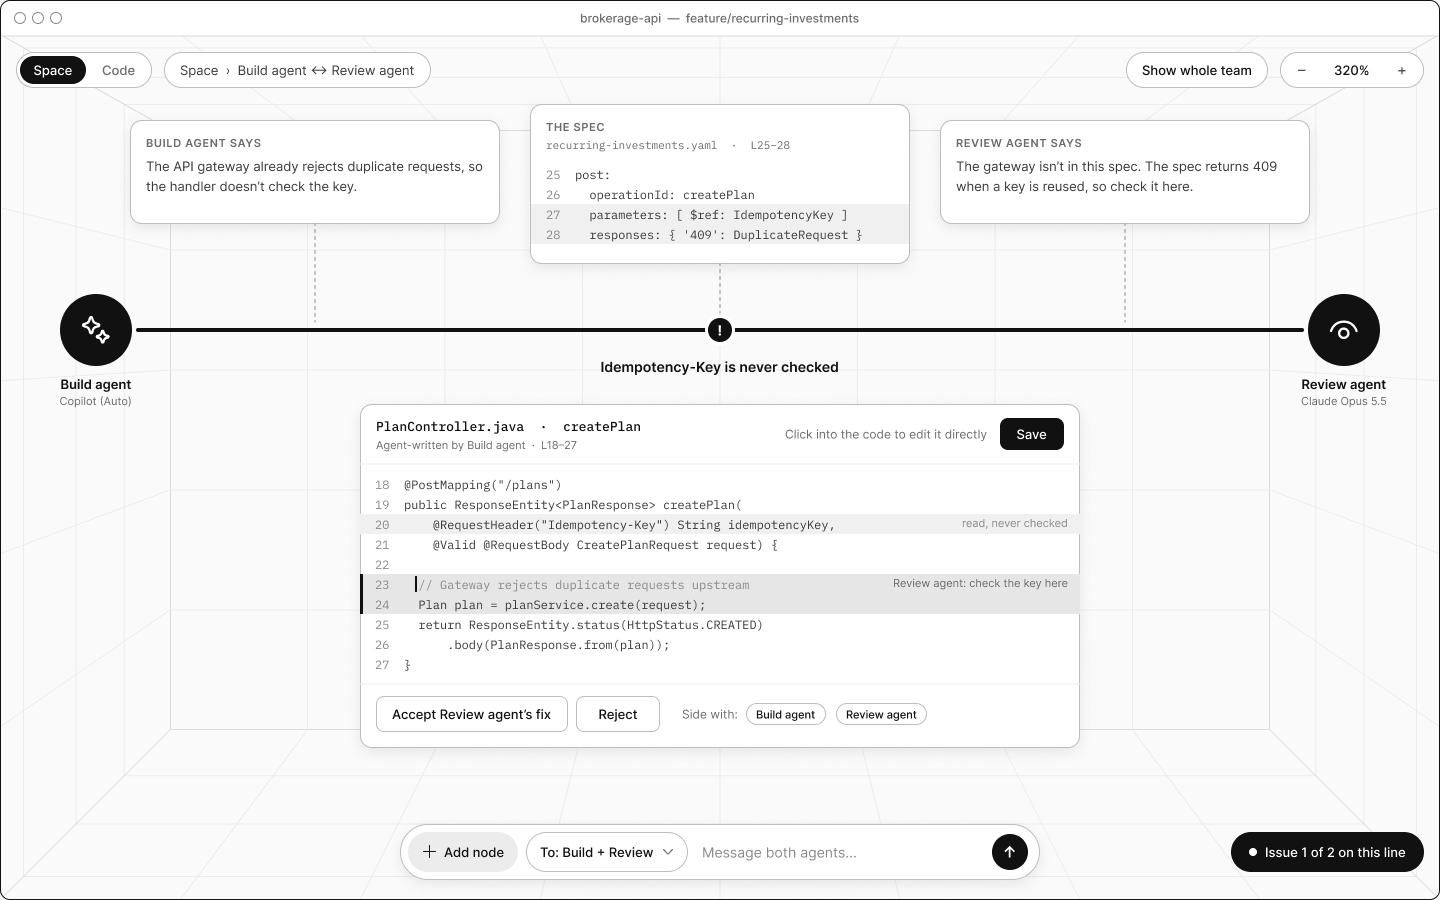 brokerage-api — feature/recurring-investments
Space
Code
Space › Build agent ↔ Review agent
Show whole team
− 320% +
BUILD AGENT SAYS
The API gateway already rejects duplicate requests, so
the handler doesn’t check the key.
THE SPEC
recurring-investments.yaml · L25–28
25 post:
26 operationId: createPlan
27 parameters: [ $ref: IdempotencyKey ]
28 responses: { '409': DuplicateRequest }
REVIEW AGENT SAYS
The gateway isn’t in this spec. The spec returns 409
when a key is reused, so check it here.
!
Idempotency-Key is never checked
Build agent
Copilot (Auto)
Review agent
Claude Opus 5.5
PlanController.java · createPlan
Agent-written by Build agent · L18–27
Click into the code to edit it directly
Save
18 @PostMapping("/plans")
19 public ResponseEntity<PlanResponse> createPlan(
20 @RequestHeader("Idempotency-Key") String idempotencyKey,
read, never checked
21 @Valid @RequestBody CreatePlanRequest request) {
22
23 // Gateway rejects duplicate requests upstream
Review agent: check the key here
24 Plan plan = planService.create(request);
25 return ResponseEntity.status(HttpStatus.CREATED)
26 .body(PlanResponse.from(plan));
27 }
Accept Review agent’s fix
Reject
Side with:
Build agent
Review agent
Add node
To: Build + Review
Message both agents...
Issue 1 of 2 on this line